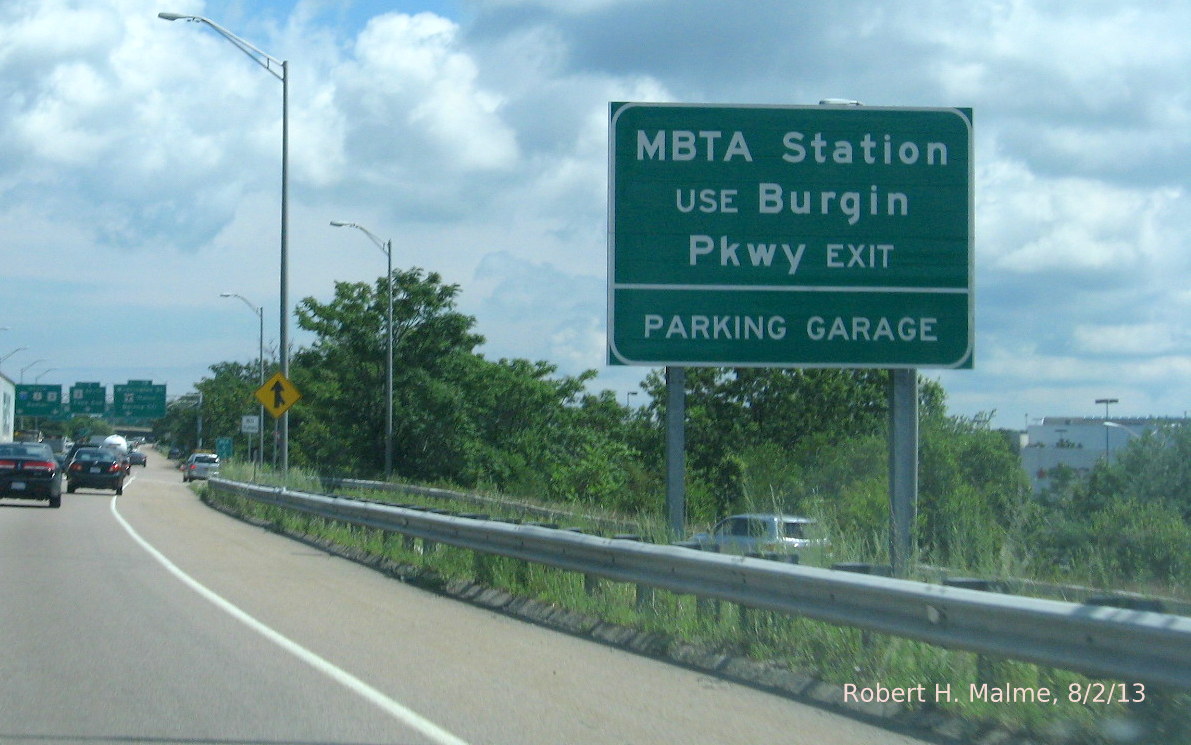 MBTA Station
USE Burgin
Pkwy EXIT
PARKING GARAGE
Robert H. Malme, 8/2/13